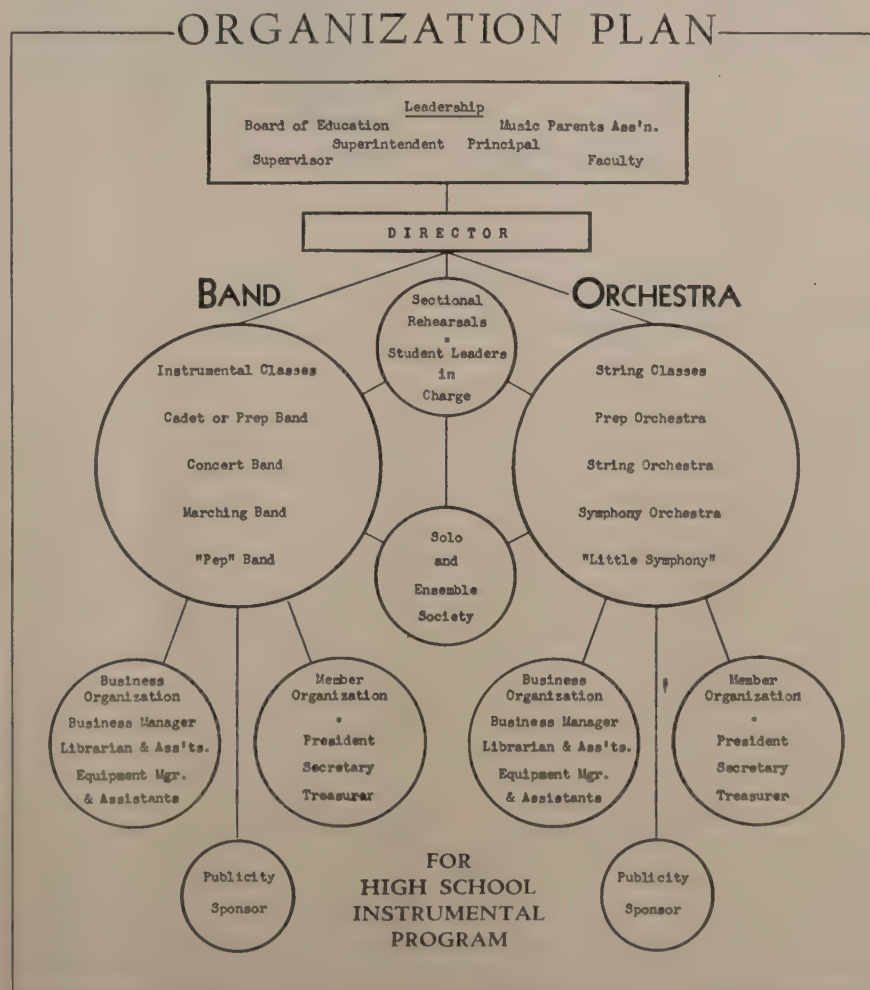 ORGANIZATION PLAN
Leadership
Board of Education Music Parents Ass'n.
Superintendent Principal
Supervisor Faculty
DIRECTOR
BAND
ORCHESTRA
Sectional
Rehearsals
Student Leaders
in
Charge
Instrumental Classes
Cadet or Prep Band
Concert Band
Marching Band
"Pep" Band
String Classes
Prep Orchestra
String Orchestra
Symphony Orchestra
"Little Symphony"
Solo
and
Ensemble
Society
Business
Organization
Business Manager
Librarian & Ass'ts.
Equipment Mgr.
& Assistants
Member
Organization
President
Secretary
Treasurer
Business
Organization
Business Manager
Librarian & Ass'ts.
Equipment Mgr.
& Assistants
Member
Organization
President
Secretary
Treasurer
Publicity
Sponsor
FOR
HIGH SCHOOL
INSTRUMENTAL
PROGRAM
Publicity
Sponsor